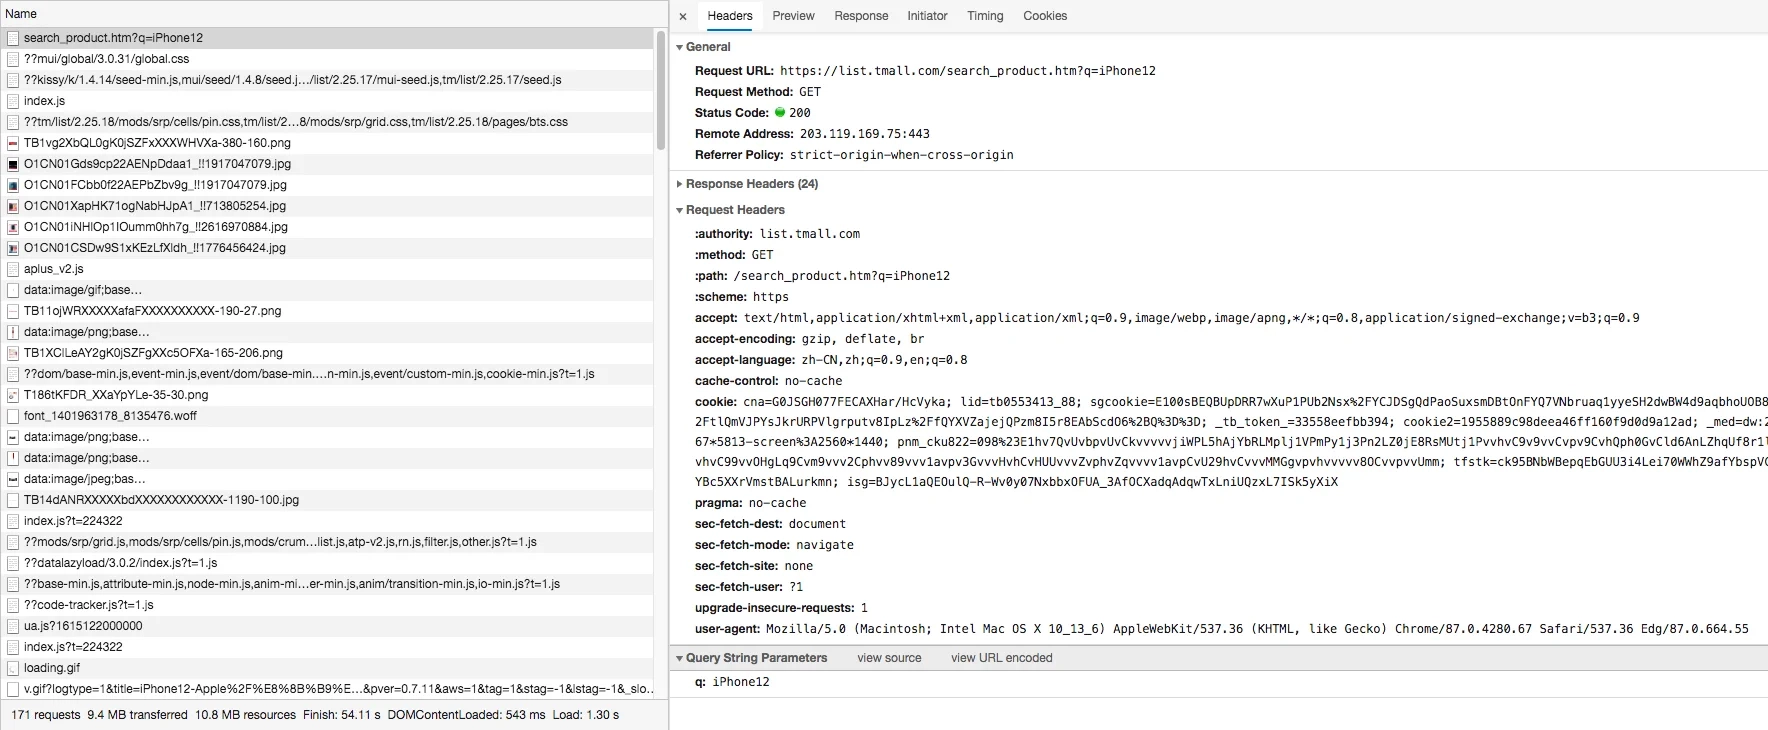 Name
search_product.htm?q=iPhone12
??mui/global/3.0.31/global.css
??kissy/k/1.4.14/seed-min.js,mui/seed/1.4.8/seed.j…/list/2.25.17/mui-seed.js,tm/list/2.25.17/seed.js
index.js
??tm/list/2.25.18/mods/srp/cells/pin.css,tm/list/2…8/mods/srp/grid.css,tm/list/2.25.18/pages/bts.css
TB1vg2XbQL0gK0jSZFxXXXWHVXa-380-160.png
O1CN01Gds9cp22AENpDdaa1_!!1917047079.jpg
O1CN01FCbb0f22AEPbZbv9g_!!1917047079.jpg
O1CN01XapHK71ogNabHJpA1_!!713805254.jpg
O1CN01iNHlOp1IOumm0hh7g_!!2616970884.jpg
O1CN01CSDw9S1xKEzLfXldh_!!1776456424.jpg
aplus_v2.js
data:image/gif;base…
TB11ojWRXXXXXafaFXXXXXXXXXX-190-27.png
data:image/png;base…
TB1XClLeAY2gK0jSZFgXXc5OFXa-165-206.png
??dom/base-min.js,event-min.js,event/dom/base-min.…n-min.js,event/custom-min.js,cookie-min.js?t=1.js
T186tKFDR_XXaYpYLe-35-30.png
font_1401963178_8135476.woff
data:image/png;base…
data:image/png;base…
data:image/jpeg;bas…
TB14dANRXXXXXbdXXXXXXXXXXXX-1190-100.jpg
index.js?t=224322
??mods/srp/grid.js,mods/srp/cells/pin.js,mods/crum…list.js,atp-v2.js,rn.js,filter.js,other.js?t=1.js
??datalazyload/3.0.2/index.js?t=1.js
??base-min.js,attribute-min.js,node-min.js,anim-mi…er-min.js,anim/transition-min.js,io-min.js?t=1.js
??code-tracker.js?t=1.js
ua.js?1615122000000
index.js?t=224322
loading.gif
v.gif?logtype=1&title=iPhone12-Apple%2F%E8%8B%B9%E…&pver=0.7.11&aws=1&tag=1&stag=-1&lstag=-1&_slo…
171 requests 9.4 MB transferred 10.8 MB resources Finish: 54.11 s DOMContentLoaded: 543 ms Load: 1.30 s
Headers Preview Response Initiator Timing Cookies
General
Request URL: https://list.tmall.com/search_product.htm?q=iPhone12
Request Method: GET
Status Code: 200
Remote Address: 203.119.169.75:443
Referrer Policy: strict-origin-when-cross-origin
Response Headers (24)
Request Headers
:authority: list.tmall.com
:method: GET
:path: /search_product.htm?q=iPhone12
:scheme: https
accept: text/html,application/xhtml+xml,application/xml;q=0.9,image/webp,image/apng,*/*;q=0.8,application/signed-exchange;v=b3;q=0.9
accept-encoding: gzip, deflate, br
accept-language: zh-CN,zh;q=0.9,en;q=0.8
cache-control: no-cache
cookie: cna=G0JSGH077FECAXHar/HcVyka; lid=tb0553413_88; sgcookie=E100sBEQBUpDRR7wXuP1PUb2Nsx%2FYCJDSgQdPaoSuxsmDBtOnFYQ7VNbruaq1yyeSH2dwBW4d9aqbhoUOB8
2FtlQmVJPYsJkrURPVlgrputv8IpLz%2FfQYXVZajejQPzm8I5r8EAbScdO6%2BQ%3D%3D; _tb_token_=33558eefbb394; cookie2=1955889c98deea46ff160f9d0d9a12ad; _med=dw:2
67*5813-screen%3A2560*1440; pnm_cku822=098%23E1hv7QvUvbpvUvCkvvvvvjiWPL5hAjYbRLMplj1VPmPy1j3Pn2LZ0jE8RsMUtj1PvvhvC9v9vvCvpv9CvhQph0GvCld6AnLZhqUf8r1l
vhvC99vvOHgLq9Cvm9vvv2Cphvv89vvv1avpv3GvvvHvhCvHUUvvvZvphvZqvvvv1avpCvU29hvCvvvMMGgvpvhvvvvv8OCvvpvvUmm; tfstk=ck95BNbWBepqEbGUU3i4Lei70WWhZ9afYbspVC
YBc5XXrVmstBALurkmn; isg=BJycL1aQEOulQ-R-Wv0y07NxbbxOFUA_3AfOCXadqAdqwTxLniUQzxL7ISk5yXiX
pragma: no-cache
sec-fetch-dest: document
sec-fetch-mode: navigate
sec-fetch-site: none
sec-fetch-user: ?1
upgrade-insecure-requests: 1
user-agent: Mozilla/5.0 (Macintosh; Intel Mac OS X 10_13_6) AppleWebKit/537.36 (KHTML, like Gecko) Chrome/87.0.4280.67 Safari/537.36 Edg/87.0.664.55
Query String Parameters view source view URL encoded
q: iPhone12